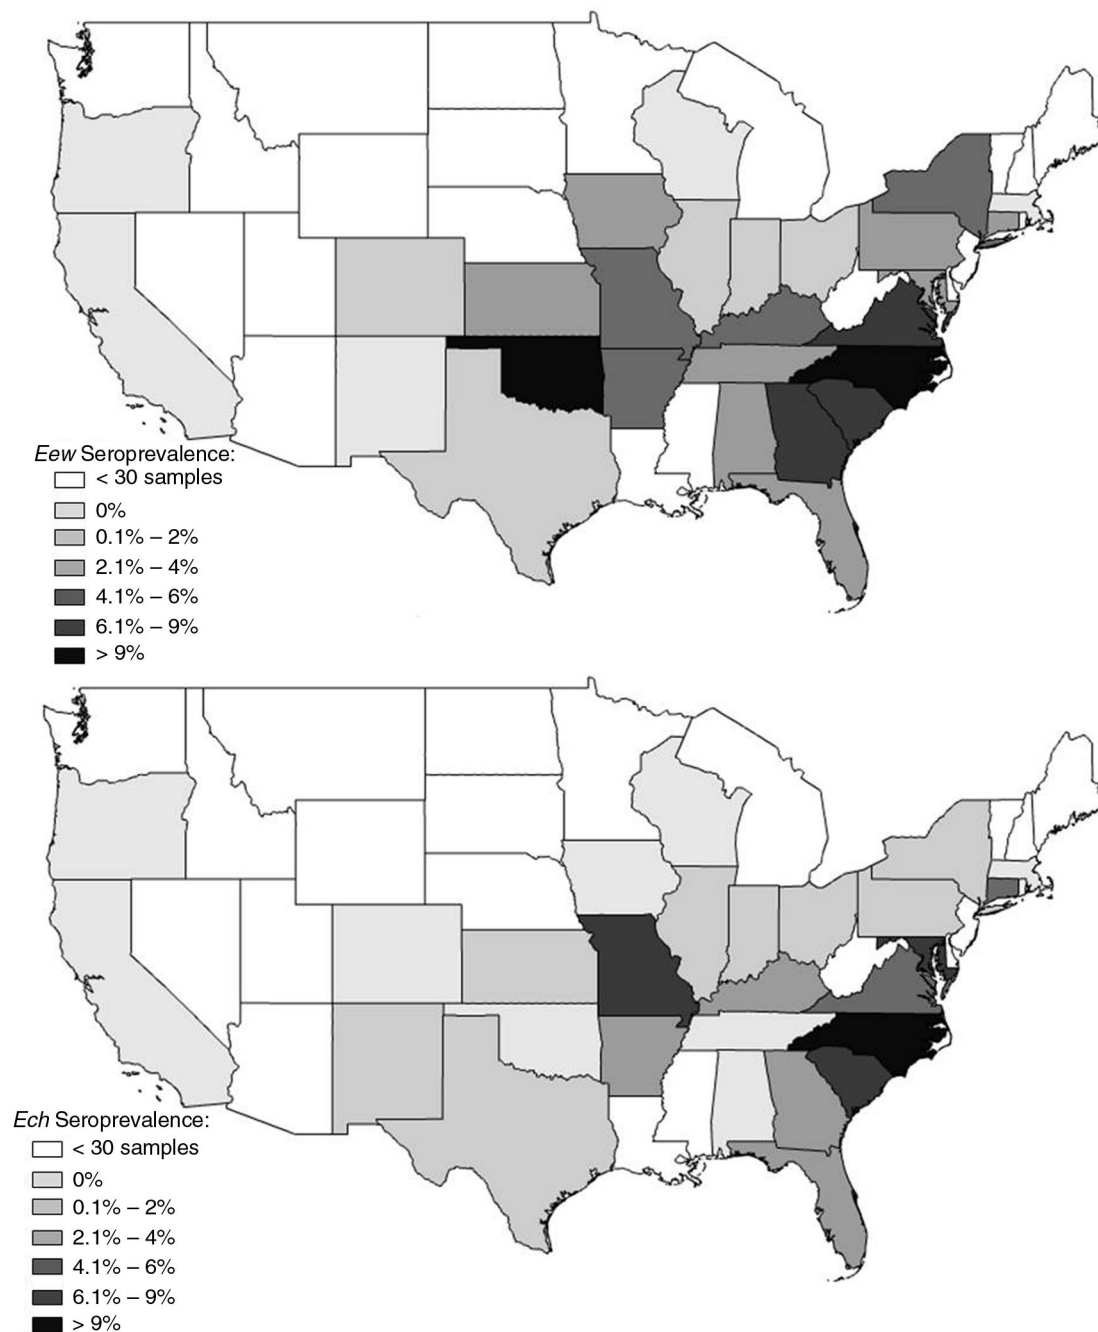 Eew Seroprevalence:
< 30 samples
0%
0.1% – 2%
2.1% – 4%
4.1% – 6%
6.1% – 9%
> 9%
Ech Seroprevalence:
< 30 samples
0%
0.1% – 2%
2.1% – 4%
4.1% – 6%
6.1% – 9%
> 9%